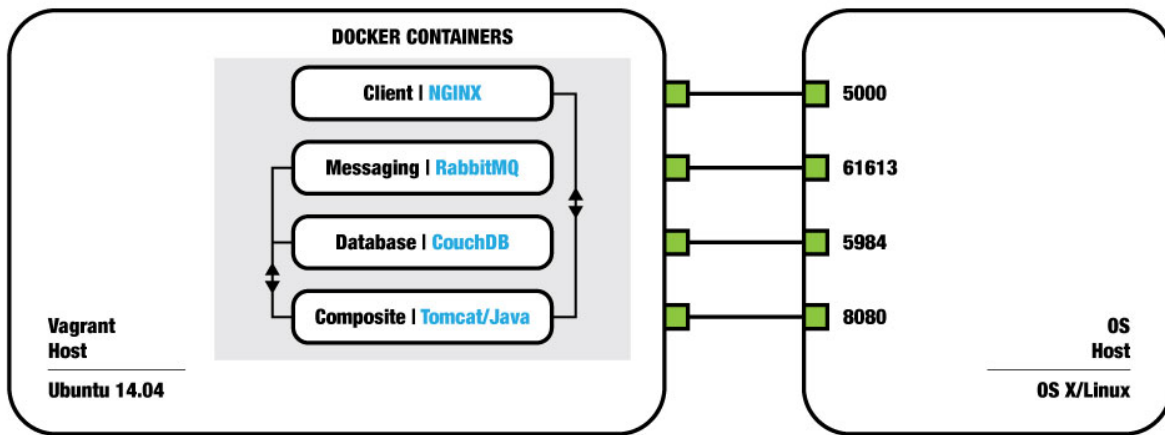 DOCKER CONTAINERS
Client | NGINX
5000
Messaging | RabbitMQ
61613
Database | CouchDB
5984
Composite | Tomcat/Java
8080
Vagrant
Host
Ubuntu 14.04
OS
Host
OS X/Linux